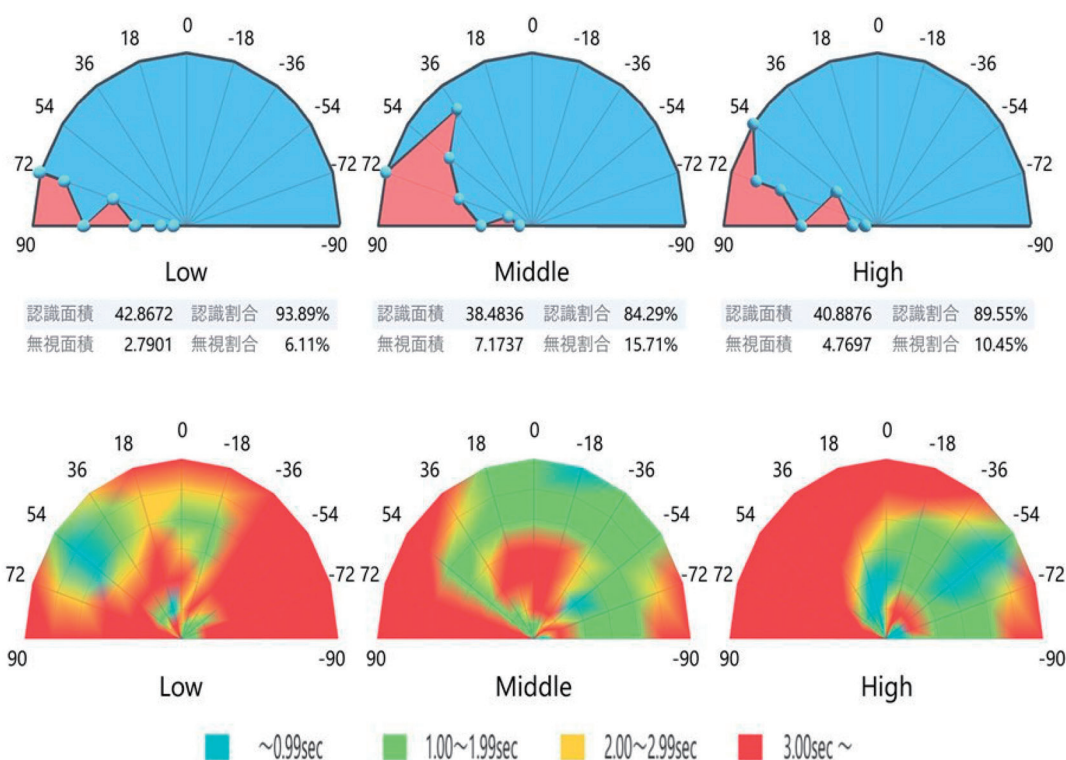 0 0 0
18 -18 18 -18 18 -18
36 -36 36 -36 36 -36
54 -54 54 -54 54 -54
72 -72 72 -72 72 -72
90 -90 90 -90 90 -90
Low Middle High
認識面積 42.8672 認識割合 93.89% 認識面積 38.4836 認識割合 84.29% 認識面積 40.8876 認識割合 89.55%
無視面積 2.7901 無視割合 6.11% 無視面積 7.1737 無視割合 15.71% 無視面積 4.7697 無視割合 10.45%
0 0 0
18 -18 18 -18 18 -18
36 -36 36 -36 36 -36
54 -54 54 -54 54 -54
72 -72 72 -72 72 -72
90 -90 90 -90 90 -90
Low Middle High
~0.99sec 1.00~1.99sec 2.00~2.99sec 3.00sec ~